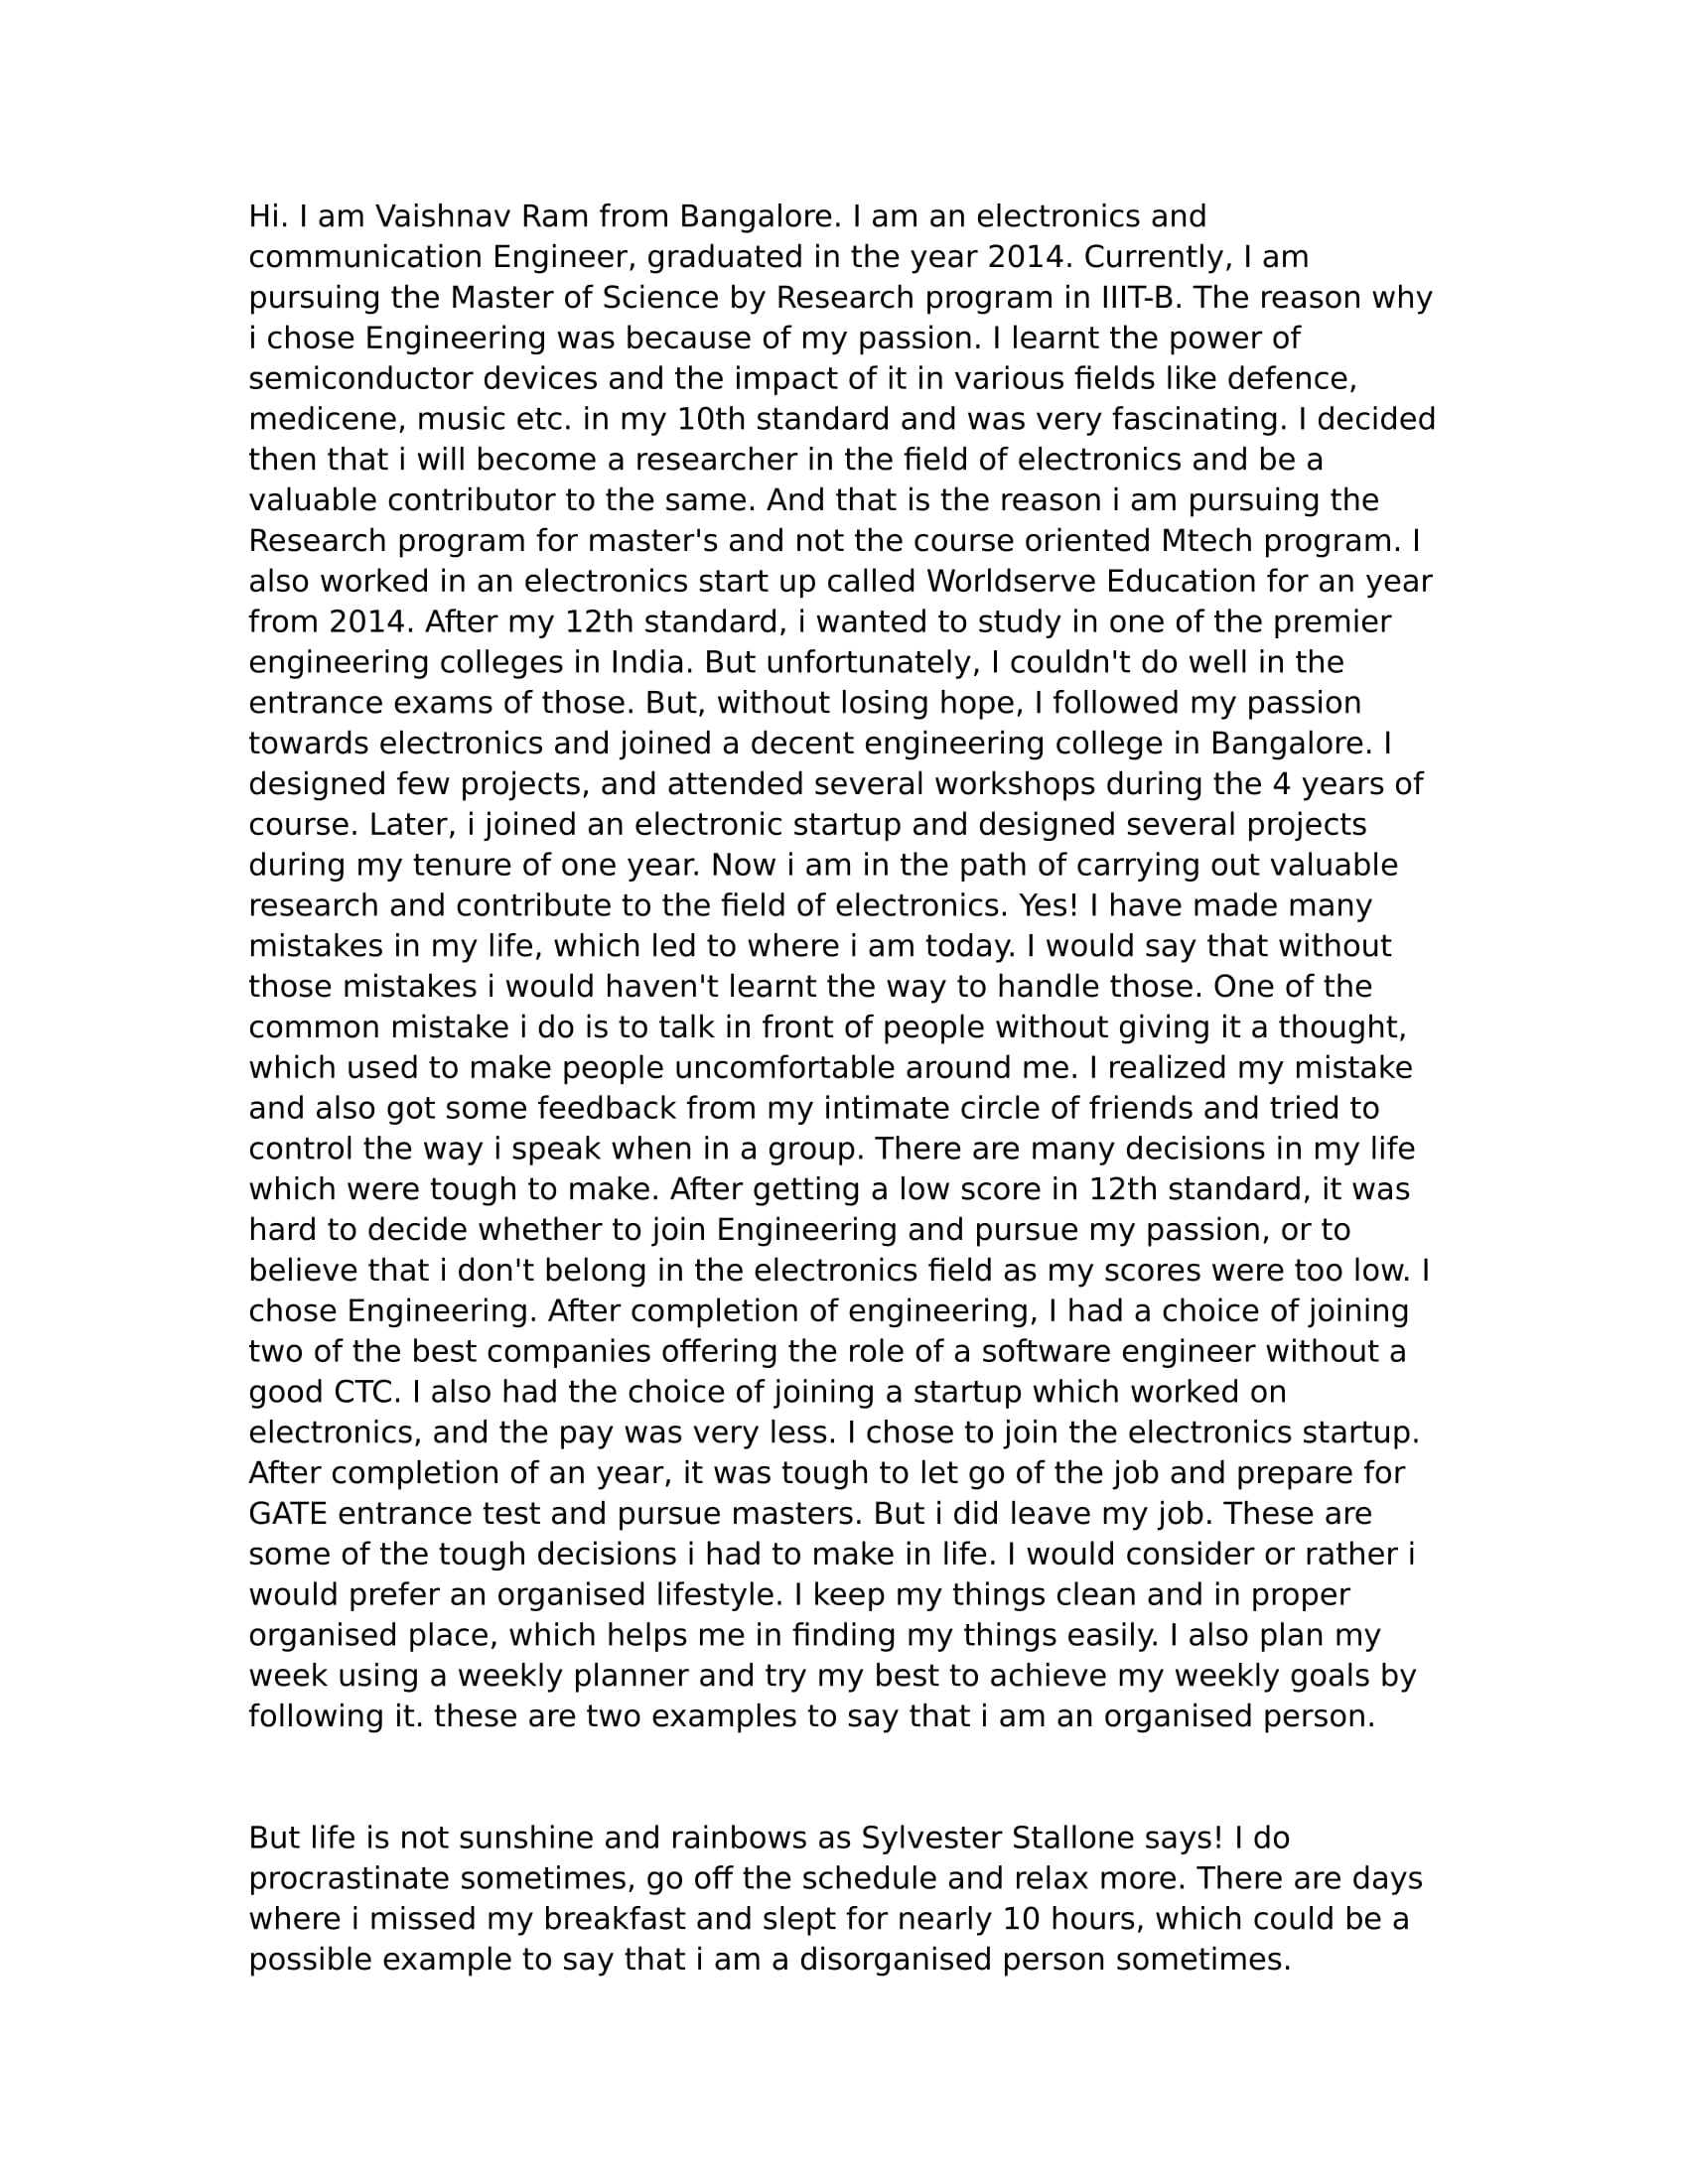 Hi. I am Vaishnav Ram from Bangalore. I am an electronics and
communication Engineer, graduated in the year 2014. Currently, I am
pursuing the Master of Science by Research program in IIIT-B. The reason why
i chose Engineering was because of my passion. I learnt the power of
semiconductor devices and the impact of it in various fields like defence,
medicene, music etc. in my 10th standard and was very fascinating. I decided
then that i will become a researcher in the field of electronics and be a
valuable contributor to the same. And that is the reason i am pursuing the
Research program for master's and not the course oriented Mtech program. I
also worked in an electronics start up called Worldserve Education for an year
from 2014. After my 12th standard, i wanted to study in one of the premier
engineering colleges in India. But unfortunately, I couldn't do well in the
entrance exams of those. But, without losing hope, I followed my passion
towards electronics and joined a decent engineering college in Bangalore. I
designed few projects, and attended several workshops during the 4 years of
course. Later, i joined an electronic startup and designed several projects
during my tenure of one year. Now i am in the path of carrying out valuable
research and contribute to the field of electronics. Yes! I have made many
mistakes in my life, which led to where i am today. I would say that without
those mistakes i would haven't learnt the way to handle those. One of the
common mistake i do is to talk in front of people without giving it a thought,
which used to make people uncomfortable around me. I realized my mistake
and also got some feedback from my intimate circle of friends and tried to
control the way i speak when in a group. There are many decisions in my life
which were tough to make. After getting a low score in 12th standard, it was
hard to decide whether to join Engineering and pursue my passion, or to
believe that i don't belong in the electronics field as my scores were too low. I
chose Engineering. After completion of engineering, I had a choice of joining
two of the best companies offering the role of a software engineer without a
good CTC. I also had the choice of joining a startup which worked on
electronics, and the pay was very less. I chose to join the electronics startup.
After completion of an year, it was tough to let go of the job and prepare for
GATE entrance test and pursue masters. But i did leave my job. These are
some of the tough decisions i had to make in life. I would consider or rather i
would prefer an organised lifestyle. I keep my things clean and in proper
organised place, which helps me in finding my things easily. I also plan my
week using a weekly planner and try my best to achieve my weekly goals by
following it. these are two examples to say that i am an organised person.
But life is not sunshine and rainbows as Sylvester Stallone says! I do
procrastinate sometimes, go off the schedule and relax more. There are days
where i missed my breakfast and slept for nearly 10 hours, which could be a
possible example to say that i am a disorganised person sometimes.